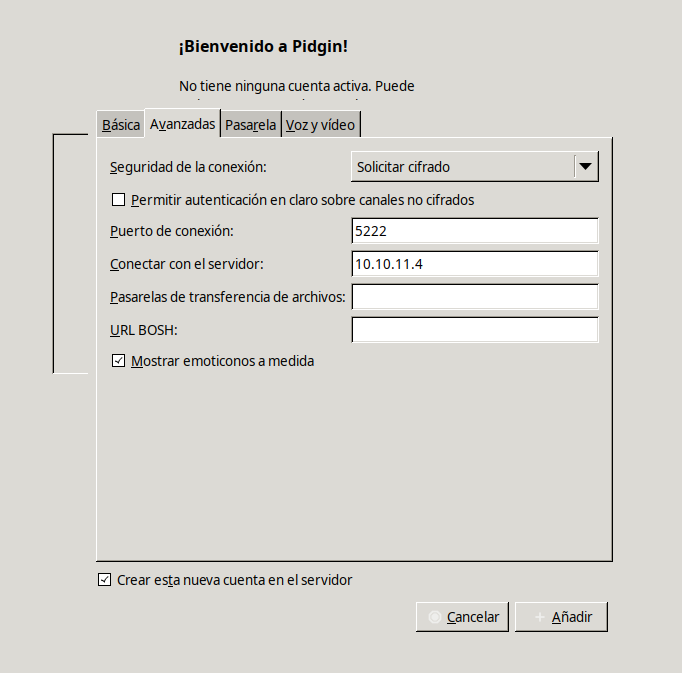 ¡Bienvenido a Pidgin!
No tiene ninguna cuenta activa. Puede
Básica Avanzadas Pasarela Voz y vídeo
Seguridad de la conexión: Solicitar cifrado
Permitir autenticación en claro sobre canales no cifrados
Puerto de conexión: 5222
Conectar con el servidor: 10.10.11.4
Pasarelas de transferencia de archivos:
URL BOSH:
Mostrar emoticonos a medida
Crear esta nueva cuenta en el servidor
Cancelar Añadir